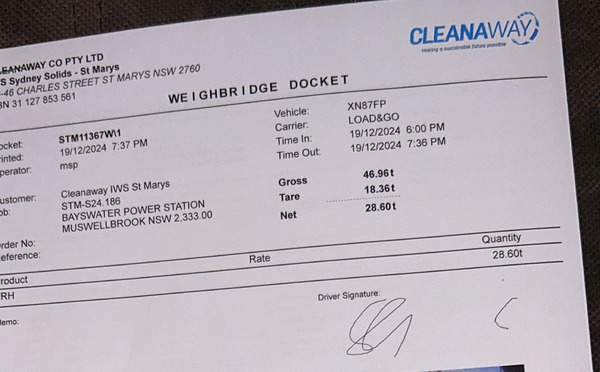 CLEANAWAY
Making a sustainable future possible
CLEANAWAY CO PTY LTD
S Sydney Solids - St Marys
-46 CHARLES STREET ST MARYS NSW 2760
BN 31 127 853 561
WEIGHBRIDGE DOCKET
ocket: STM11367W\1
rinted: 19/12/2024 7:37 PM
perator: msp
Vehicle: XN87FP
Carrier: LOAD&GO
Time In: 19/12/2024 6:00 PM
Time Out: 19/12/2024 7:36 PM
ustomer: Cleanaway IWS St Marys
ob: STM-S24.186
BAYSWATER POWER STATION
MUSWELLBROOK NSW 2,333.00
Gross 46.96t
Tare 18.36t
Net 28.60t
rder No:
eference:
roduct Rate Quantity
RH 28.60t
emo:
Driver Signature: